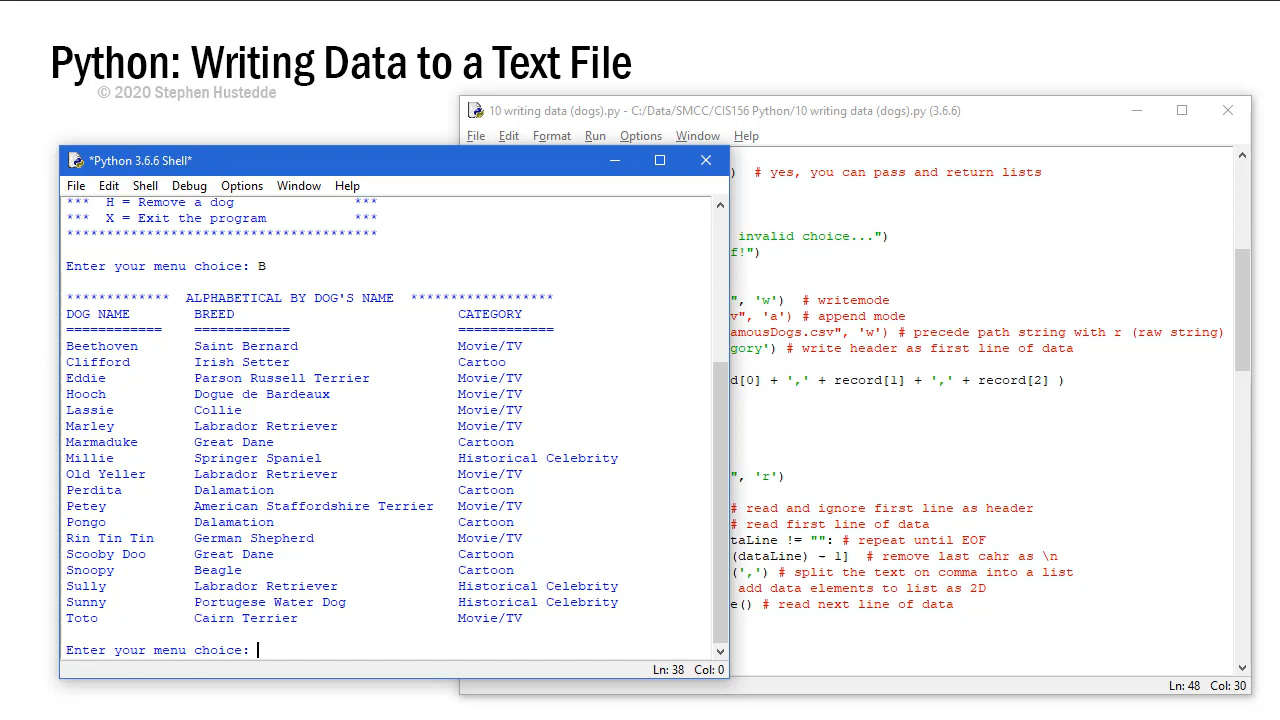 Python: Writing Data to a Text File
© 2020 Stephen Hustedde
10 writing data (dogs).py - C:/Data/SMCC/CIS156 Python/10 writing data (dogs).py (3.6.6)
File Edit Format Run Options Window Help
) # yes, you can pass and return lists
invalid choice...")
f!")
", 'w') # writemode
v", 'a') # append mode
amousDogs.csv", 'w') # precede path string with r (raw string)
gory') # write header as first line of data
d[0] + ',' + record[1] + ',' + record[2] )
", 'r')
# read and ignore first line as header
# read first line of data
taLine != "": # repeat until EOF
(dataLine) - 1] # remove last cahr as \n
(',') # split the text on comma into a list
add data elements to list as 2D
e() # read next line of data
Ln: 48 Col: 30
*Python 3.6.6 Shell*
File Edit Shell Debug Options Window Help
*** H = Remove a dog ***
*** X = Exit the program ***
***************************************
Enter your menu choice: B
************* ALPHABETICAL BY DOG'S NAME ******************
DOG NAME BREED CATEGORY
============ ============ ============
Beethoven Saint Bernard Movie/TV
Clifford Irish Setter Cartoo
Eddie Parson Russell Terrier Movie/TV
Hooch Dogue de Bardeaux Movie/TV
Lassie Collie Movie/TV
Marley Labrador Retriever Movie/TV
Marmaduke Great Dane Cartoon
Millie Springer Spaniel Historical Celebrity
Old Yeller Labrador Retriever Movie/TV
Perdita Dalamation Cartoon
Petey American Staffordshire Terrier Movie/TV
Pongo Dalamation Cartoon
Rin Tin Tin German Shepherd Movie/TV
Scooby Doo Great Dane Cartoon
Snoopy Beagle Cartoon
Sully Labrador Retriever Historical Celebrity
Sunny Portugese Water Dog Historical Celebrity
Toto Cairn Terrier Movie/TV
Enter your menu choice:
Ln: 38 Col: 0